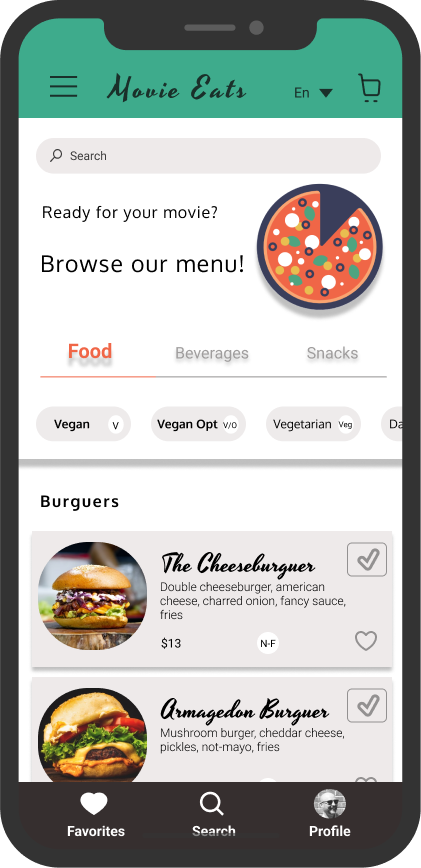 Movie Eats
En
Search
Ready for your movie?
Browse our menu!
Food Beverages Snacks
Vegan V Vegan Opt V/O Vegetarian Veg Da
Burguers
The Cheeseburguer
Double cheeseburger, american
cheese, charred onion, fancy sauce,
fries
$13 N-F
Armagedon Burguer
Mushroom burger, cheddar cheese,
pickles, not-mayo, fries
Favorites Search Profile